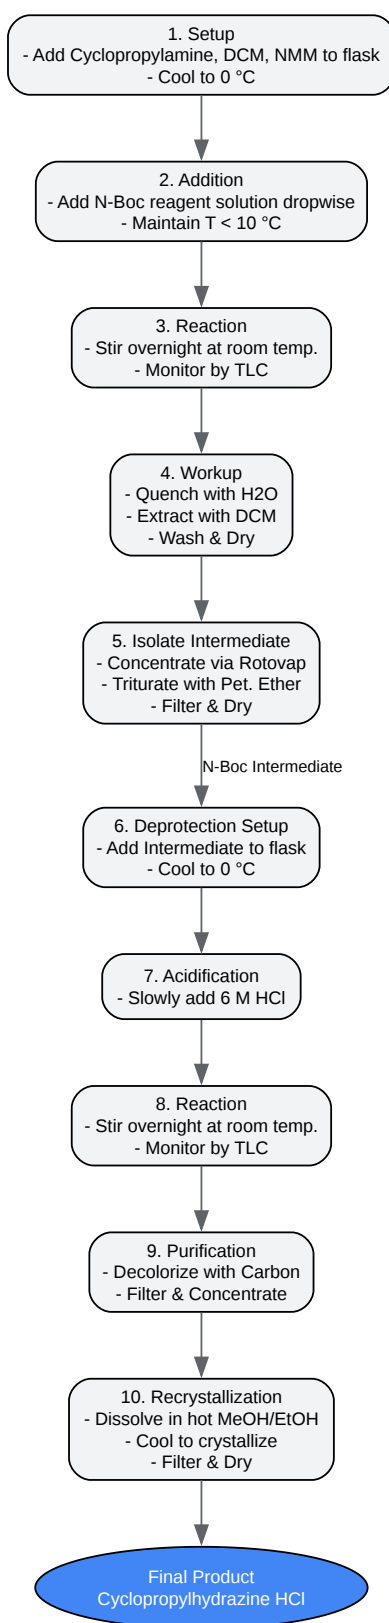 1. Setup
- Add Cyclopropylamine, DCM, NMM to flask
- Cool to 0 °C
2. Addition
- Add N-Boc reagent solution dropwise
- Maintain T < 10 °C
3. Reaction
- Stir overnight at room temp.
- Monitor by TLC
4. Workup
- Quench with H2O
- Extract with DCM
- Wash & Dry
5. Isolate Intermediate
- Concentrate via Rotovap
- Triturate with Pet. Ether
- Filter & Dry
N-Boc Intermediate
6. Deprotection Setup
- Add Intermediate to flask
- Cool to 0 °C
7. Acidification
- Slowly add 6 M HCl
8. Reaction
- Stir overnight at room temp.
- Monitor by TLC
9. Purification
- Decolorize with Carbon
- Filter & Concentrate
10. Recrystallization
- Dissolve in hot MeOH/EtOH
- Cool to crystallize
- Filter & Dry
Final Product
Cyclopropylhydrazine HCl